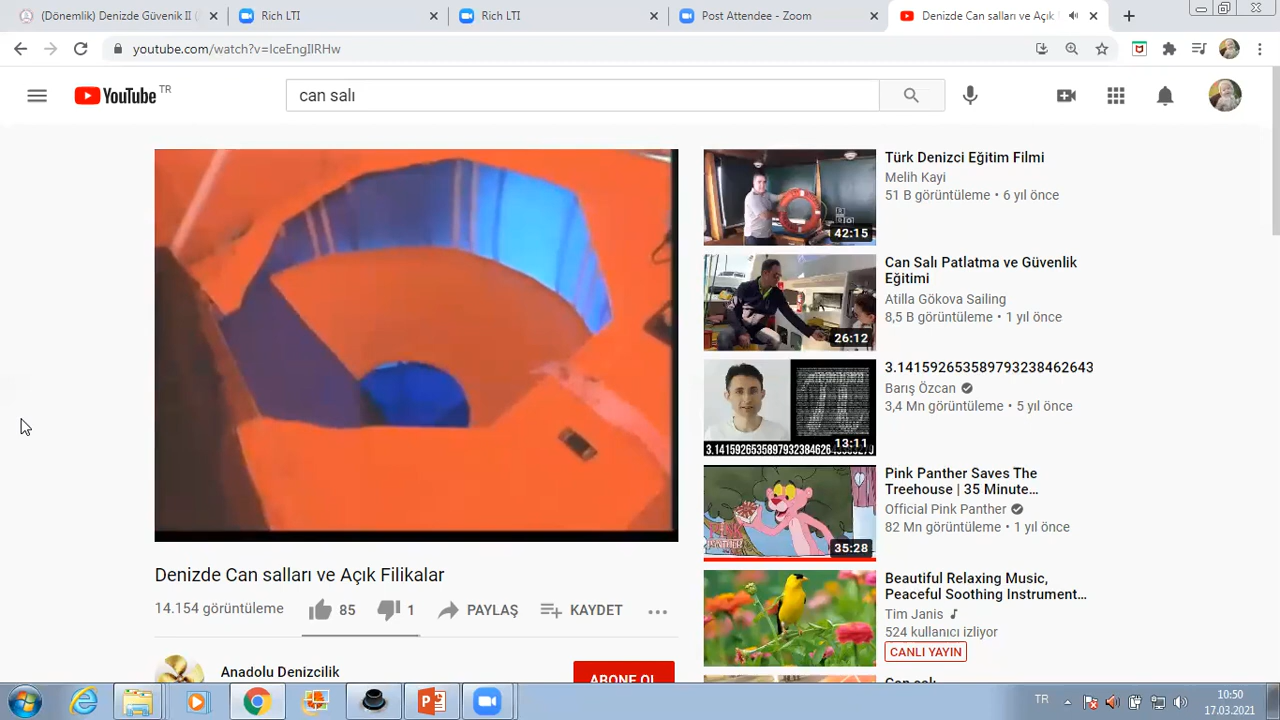 (Dönemlik) Denizde Güvenik II (
Rich LTI
Rich LTI
Post Attendee - Zoom
Denizde Can salları ve Açık
youtube.com/watch?v=IceEngIlRHw
YouTube TR
can salı
42:15
Türk Denizci Eğitim Filmi
Melih Kayi
51 B görüntüleme • 6 yıl önce
26:12
Can Salı Patlatma ve Güvenlik
Eğitimi
Atilla Gökova Sailing
8,5 B görüntüleme • 1 yıl önce
13:11
3.141592653589793238462643
Barış Özcan
3,4 Mn görüntüleme • 5 yıl önce
35:28
Pink Panther Saves The
Treehouse | 35 Minute…
Official Pink Panther
82 Mn görüntüleme • 1 yıl önce
Beautiful Relaxing Music,
Peaceful Soothing Instrument…
Tim Janis
524 kullanıcı izliyor
CANLI YAYIN
Denizde Can salları ve Açık Filikalar
14.154 görüntüleme
85
1
PAYLAŞ
KAYDET
Anadolu Denizcilik
ABONE OL
Can salı
TR
10:50
17.03.2021